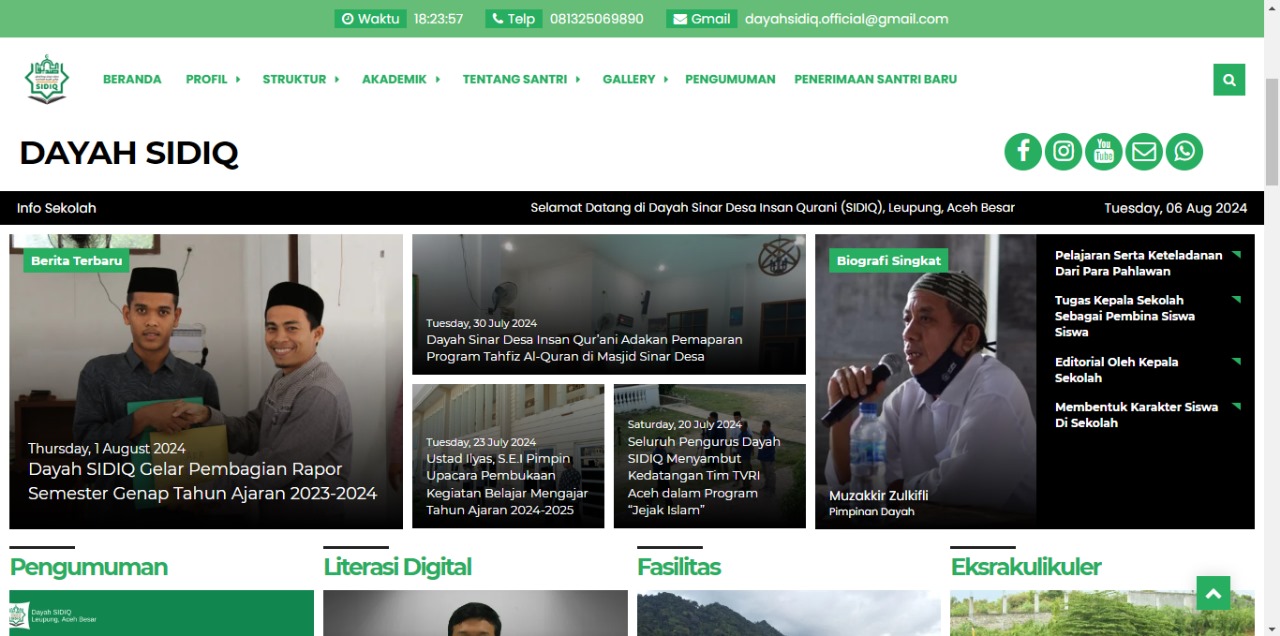 Waktu 18:23:57 Telp 081325069890 Gmail dayahsidiq.official@gmail.com
SIDIQ
BERANDA PROFIL STRUKTUR AKADEMIK TENTANG SANTRI GALLERY PENGUMUMAN PENERIMAAN SANTRI BARU
DAYAH SIDIQ
You
Tube
Info Sekolah
Selamat Datang di Dayah Sinar Desa Insan Qurani (SIDIQ), Leupung, Aceh Besar
Tuesday, 06 Aug 2024
Berita Terbaru
Thursday, 1 August 2024
Dayah SIDIQ Gelar Pembagian Rapor
Semester Genap Tahun Ajaran 2023-2024
Tuesday, 30 July 2024
Dayah Sinar Desa Insan Qur'ani Adakan Pemaparan
Program Tahfiz Al-Quran di Masjid Sinar Desa
Tuesday, 23 July 2024
Ustad Ilyas, S.E.I Pimpin
Upacara Pembukaan
Kegiatan Belajar Mengajar
Tahun Ajaran 2024-2025
Saturday, 20 July 2024
Seluruh Pengurus Dayah
SIDIQ Menyambut
Kedatangan Tim TVRI
Aceh dalam Program
“Jejak Islam”
Biografi Singkat
Muzakkir Zulkifli
Pimpinan Dayah
Pelajaran Serta Keteladanan
Dari Para Pahlawan
Tugas Kepala Sekolah
Sebagai Pembina Siswa
Siswa
Editorial Oleh Kepala
Sekolah
Membentuk Karakter Siswa
Di Sekolah
Pengumuman
Literasi Digital
Fasilitas
Eksrakulikuler
Dayah SIDIQ
Leupung, Aceh Besar